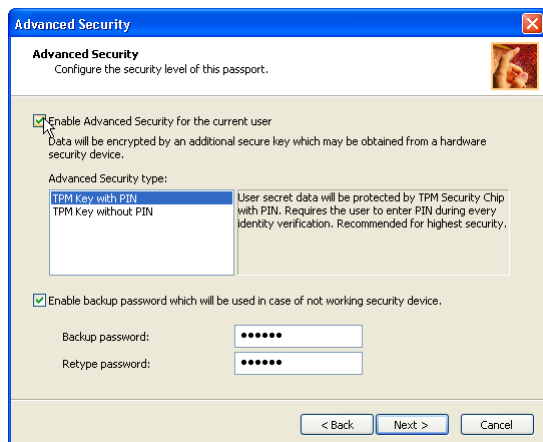 Advanced Security
Advanced Security
Configure the security level of this passport.
Enable Advanced Security for the current user
Data will be encrypted by an additional secure key which may be obtained from a hardware
security device.
Advanced Security type:
TPM Key with PIN
TPM Key without PIN
User secret data will be protected by TPM Security Chip
with PIN. Requires the user to enter PIN during every
identity verification. Recommended for highest security.
Enable backup password which will be used in case of not working security device.
Backup password: ●●●●●●
Retype password: ●●●●●●
< Back Next > Cancel